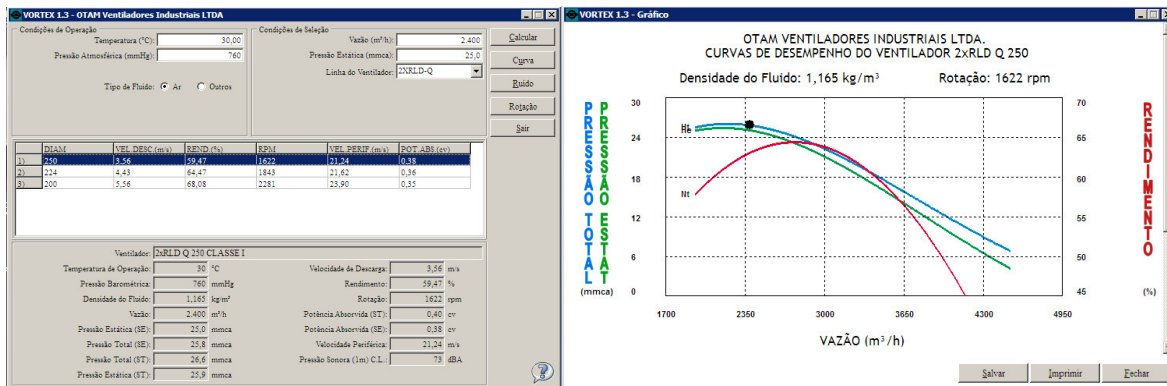 VORTEX 1.3 - OTAM Ventiladores Industriais LTDA
Condições de Operação
Temperatura (°C): 30,00
Pressão Atmosférica (mmHg): 760
Tipo de Fluido: Ar Outros
Condições de Seleção
Vazão (m³/h): 2.400
Pressão Estática (mmca): 25,0
Linha do Ventilador: 2XRLD-Q
Calcular
Curva
Ruido
Rotação
Sair
DIAM VEL.DESC.(m/s) REND.(%) RPM VEL.PERIF.(m/s) POT.ABS.(cv)
1) 250 3,56 59,47 1622 21,24 0,38
2) 224 4,43 64,47 1843 21,62 0,36
3) 200 5,56 68,08 2281 23,90 0,35
Ventilador: 2xRLD Q 250 CLASSE I
Temperatura de Operação: 30 °C
Pressão Barométrica: 760 mmHg
Densidade do Fluido: 1,165 kg/m³
Vazão: 2.400 m³/h
Pressão Estática (SE): 25,0 mmca
Pressão Total (SE): 25,8 mmca
Pressão Total (ST): 26,6 mmca
Pressão Estática (ST): 25,9 mmca
Velocidade de Descarga: 3,56 m/s
Rendimento: 59,47 %
Rotação: 1622 rpm
Potência Absorvida (ST): 0,40 cv
Potência Absorvida (SE): 0,38 cv
Velocidade Periférica: 21,24 m/s
Pressão Sonora (1m) C.L.: 73 dBA
?
VORTEX 1.3 - Gráfico
OTAM VENTILADORES INDUSTRIAIS LTDA.
CURVAS DE DESEMPENHO DO VENTILADOR 2xRLD Q 250
Densidade do Fluido: 1,165 kg/m³ Rotação: 1622 rpm
PRESSÃO TOTAL
PRESSÃO ESTAT
(mmca)
30
24
18
12
6
0
Ht
He
Nt
70
65
60
55
50
45
RENDIMENTO
(%)
1700 2350 3000 3650 4300 4950
VAZÃO (m³/h)
Salvar
Imprimir
Fechar